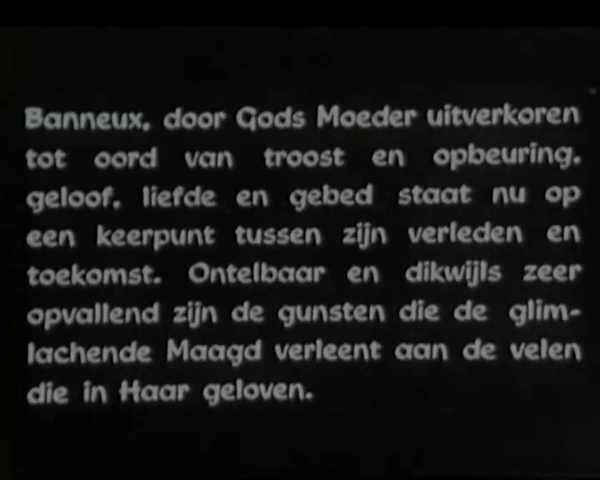 Banneux, door Gods Moeder uitverkoren
tot oord van troost en opbeuring,
geloof, liefde en gebed staat nu op
een keerpunt tussen zijn verleden en
toekomst. Ontelbaar en dikwijls zeer
opvallend zijn de gunsten die de glim-
lachende Maagd verleent aan de velen
die in Haar geloven.